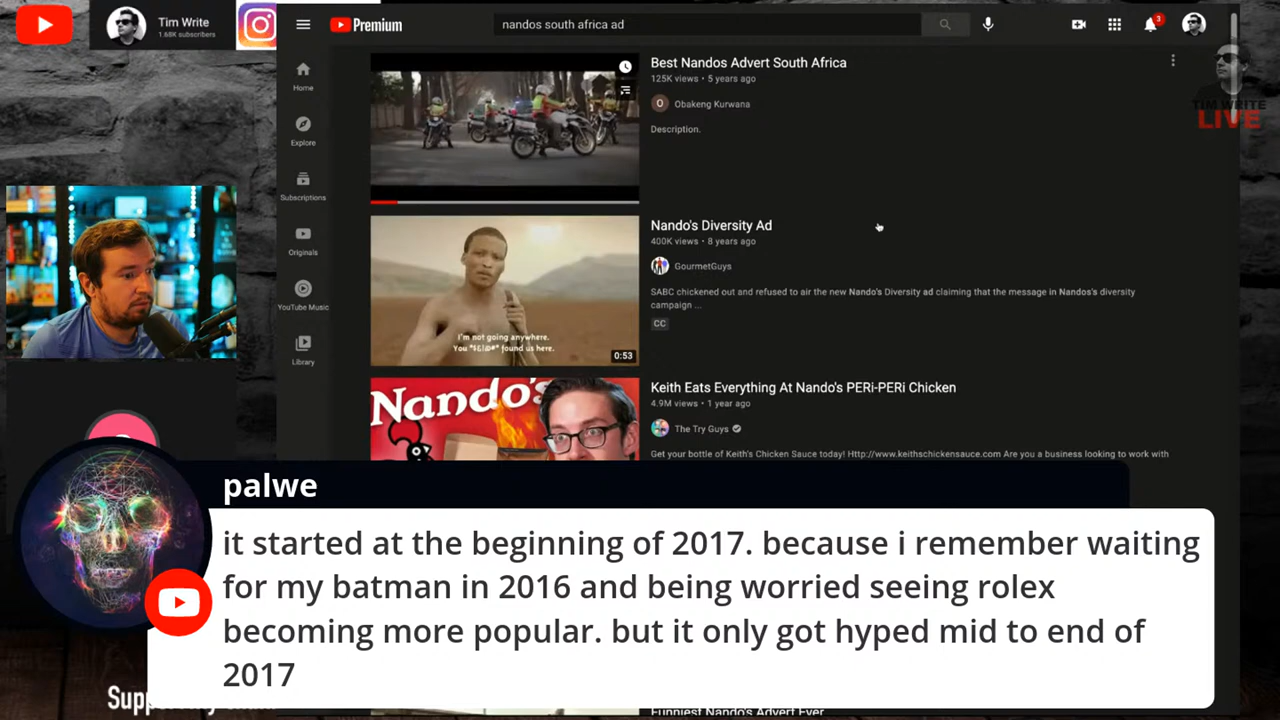 Tim Write
1.68K subscribers
Premium
nandos south africa ad
3
Home
Explore
Subscriptions
Originals
YouTube Music
Library
Best Nandos Advert South Africa
125K views • 5 years ago
O
Obakeng Kurwana
Description.
TIM WRITE
LIVE
I'm not going anywhere.
You *$&!@#* found us here.
0:53
Nando's Diversity Ad
400K views • 8 years ago
GourmetGuys
SABC chickened out and refused to air the new Nando's Diversity ad claiming that the message in Nandos's diversity
campaign ...
CC
Nando's
Keith Eats Everything At Nando's PERi-PERi Chicken
4.9M views • 1 year ago
The Try Guys
Get your bottle of Keith's Chicken Sauce today! Http://www.keithschickensauce.com Are you a business looking to work with
palwe
it started at the beginning of 2017. because i remember waiting
for my batman in 2016 and being worried seeing rolex
becoming more popular. but it only got hyped mid to end of
2017
Funniest Nando's Advert Ever